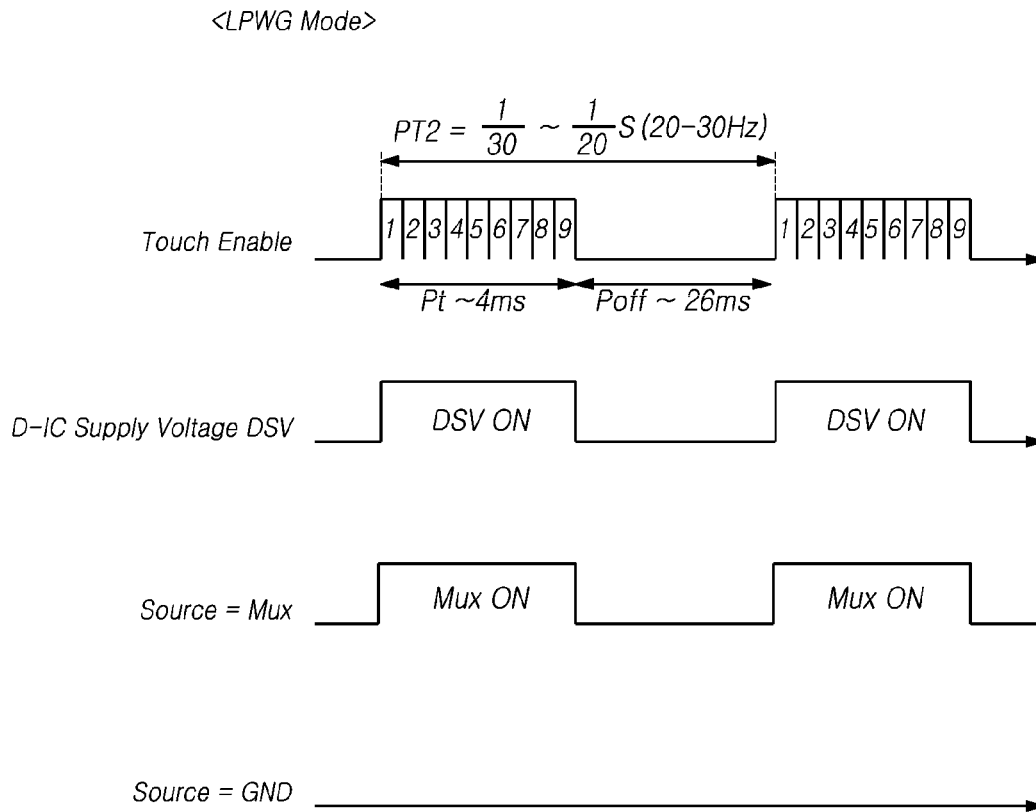 <LPWG Mode>
PT2 = 1/30 ~ 1/20 S (20-30Hz)
Touch Enable 1 2 3 4 5 6 7 8 9 1 2 3 4 5 6 7 8 9
Pt ~4ms Poff ~ 26ms
D-IC Supply Voltage DSV DSV ON DSV ON
Source = Mux Mux ON Mux ON
Source = GND